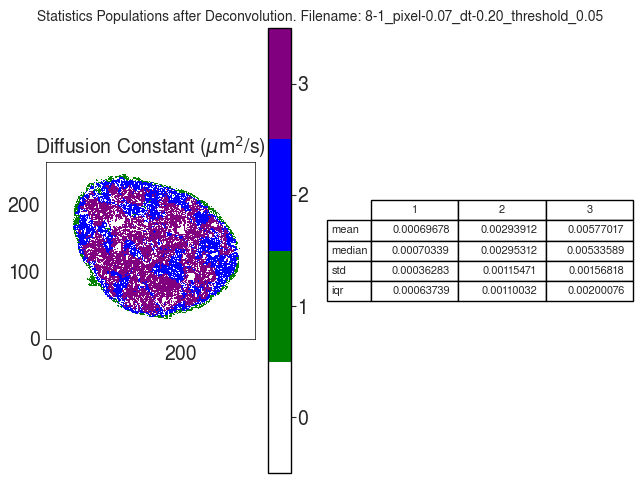 Statistics Populations after Deconvolution. Filename: 8-1_pixel-0.07_dt-0.20_threshold_0.05
Diffusion Constant (μm²/s)
200
100
0
0 200
3
2
1
0
1 2 3
mean 0.00069678 0.00293912 0.00577017
median 0.00070339 0.00295312 0.00533589
std 0.00036283 0.00115471 0.00156818
iqr 0.00063739 0.00110032 0.00200076